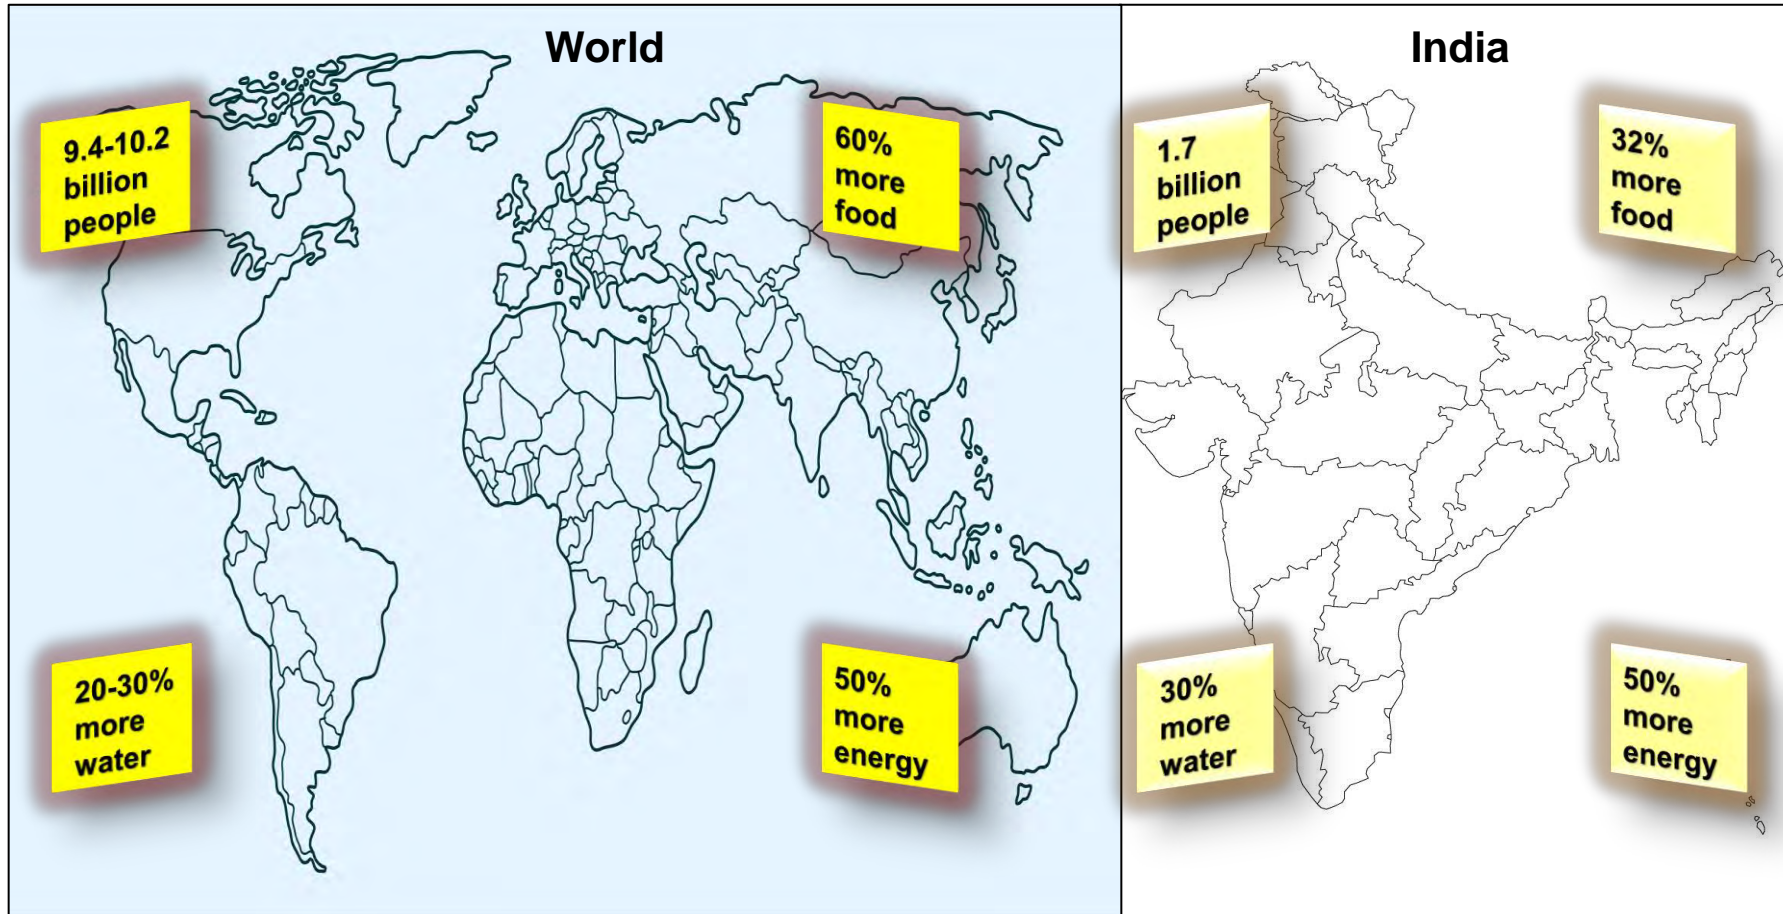 World
9.4-10.2
billion
people
60%
more
food
20-30%
more
water
50%
more
energy
India
1.7
billion
people
32%
more
food
30%
more
water
50%
more
energy